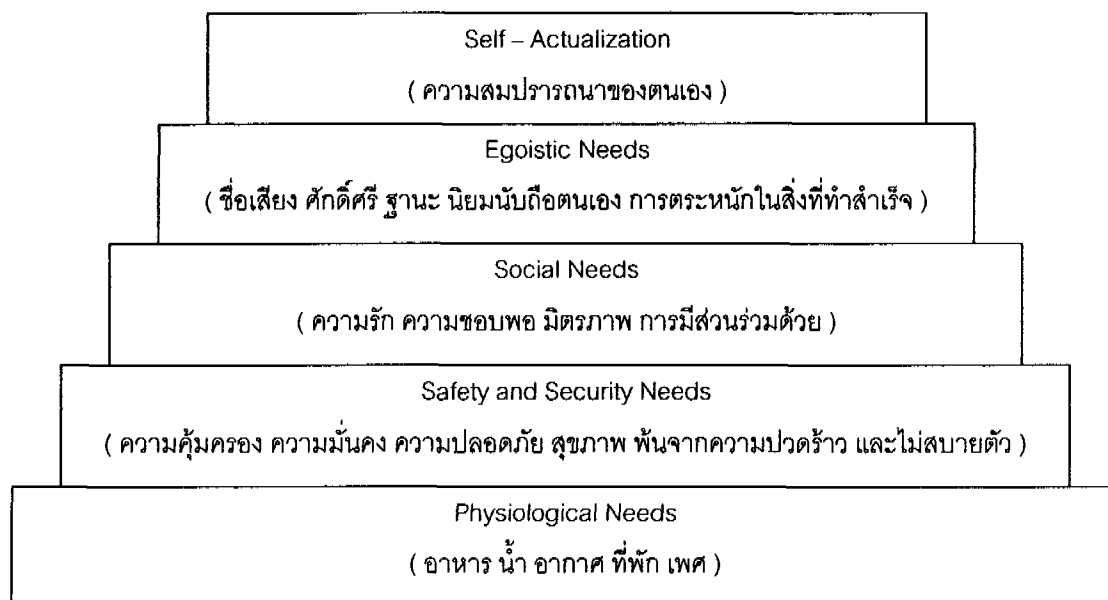 Self – Actualization
( ความสมปรารถนาของตนเอง )
Egoistic Needs
( ชื่อเสียง ศักดิ์ศรี ฐานะ นิยมนับถือตนเอง การตระหนักในสิ่งที่ทำสำเร็จ )
Social Needs
( ความรัก ความชอบพอ มิตรภาพ การมีส่วนร่วมด้วย )
Safety and Security Needs
( ความคุ้มครอง ความมั่นคง ความปลอดภัย สุขภาพ พ้นจากความปวดร้าว และไม่สบายตัว )
Physiological Needs
( อาหาร น้ำ อากาศ ที่พัก เพศ )